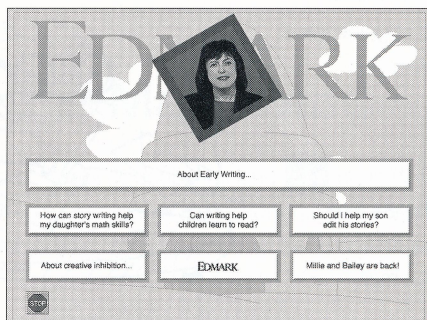 EDMARK
About Early Writing...
How can story writing help
my daughter's math skills?
Can writing help
children learn to read?
Should I help my son
edit his stories?
About creative inhibition...
EDMARK
Millie and Bailey are back!
STOP